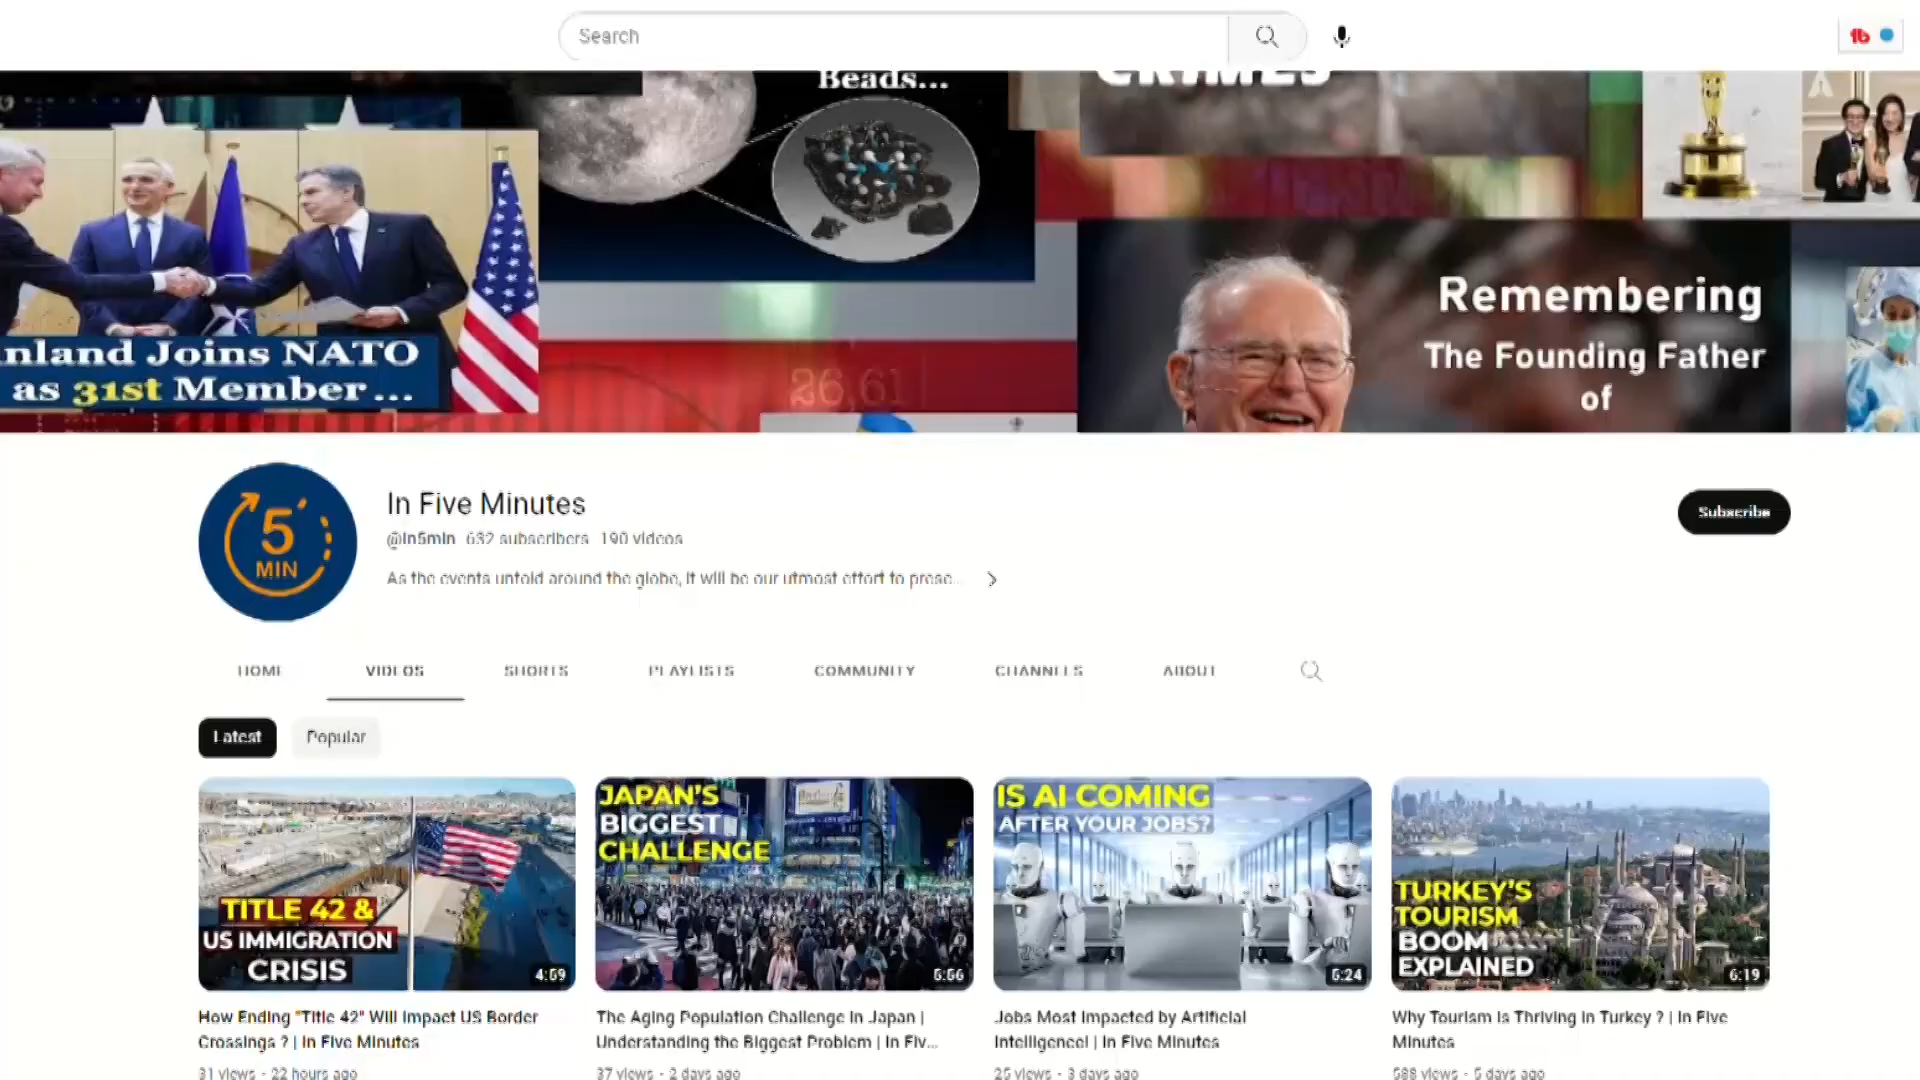 Search
Beads...
CRIMES
nland Joins NATO
as 31st Member...
26,61
Remembering
The Founding Father
of
5
MIN
In Five Minutes
@in5min 632 subscribers 190 videos
Subscribe
As the events unfold around the globe, it will be our utmost effort to prese...
HOME VIDEOS SHORTS PLAYLISTS COMMUNITY CHANNELS ABOUT
Latest Popular
TITLE 42 &
US IMMIGRATION
CRISIS
4:59
JAPAN'S
BIGGEST
CHALLENGE
IS AI COMING
AFTER YOUR JOBS?
TURKEY'S
TOURISM
BOOM
EXPLAINED
6:19
How Ending "Title 42" Will Impact US Border
Crossings ? | In Five Minutes
31 views · 22 hours ago
The Aging Population Challenge in Japan |
Understanding the Biggest Problem | In Fiv...
37 views · 2 days ago
Jobs Most Impacted by Artificial
Intelligence! | In Five Minutes
25 views · 3 days ago
Why Tourism is Thriving in Turkey ? | In Five
Minutes
588 views · 5 days ago